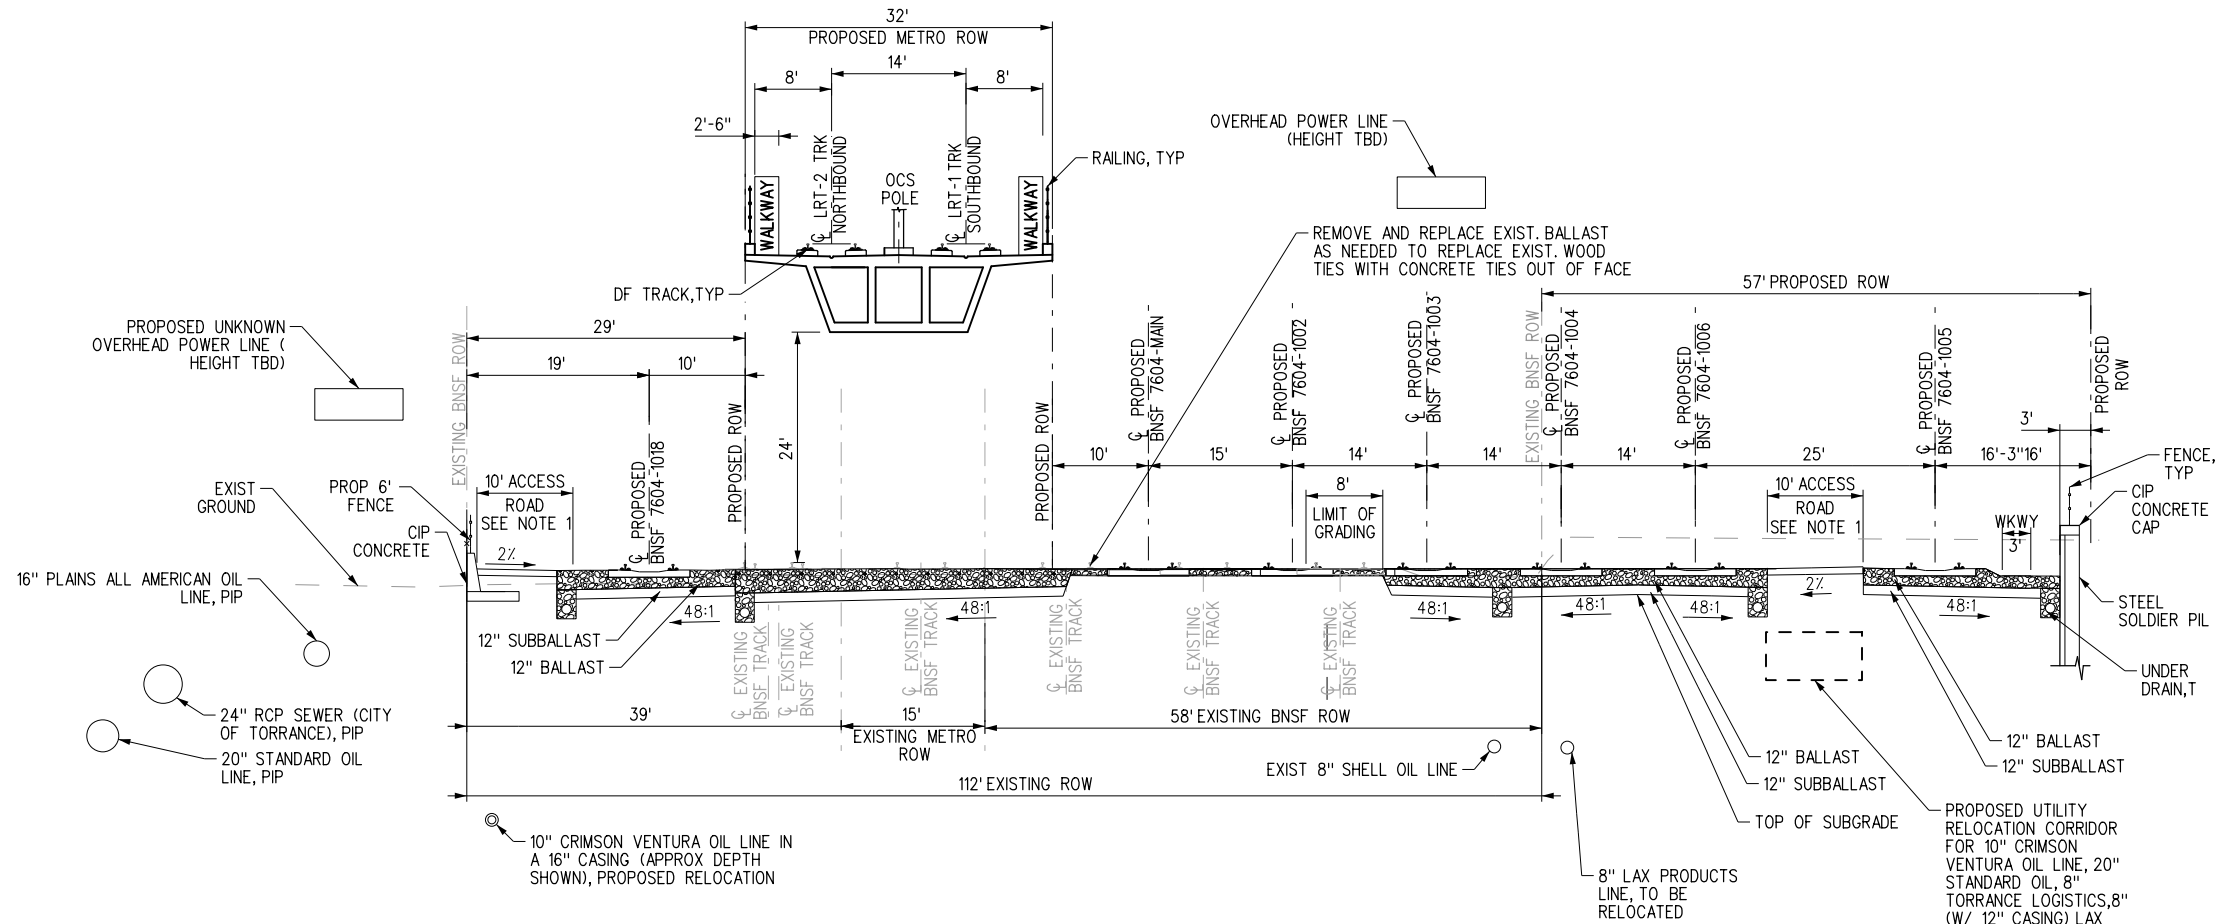 32'
PROPOSED METRO ROW
14'
8'
8'
2'-6"
WALKWAY
℄ LRT-2 TRK
NORTHBOUND
OCS
POLE
℄ LRT-1 TRK
SOUTHBOUND
WALKWAY
RAILING, TYP
OVERHEAD POWER LINE
(HEIGHT TBD)
REMOVE AND REPLACE EXIST. BALLAST
AS NEEDED TO REPLACE EXIST. WOOD
TIES WITH CONCRETE TIES OUT OF FACE
DF TRACK,TYP
57' PROPOSED ROW
PROPOSED UNKNOWN
OVERHEAD POWER LINE (
HEIGHT TBD)
29'
19'
10'
24'
EXISTING BNSF ROW
℄ PROPOSED
BNSF 7604-1018
PROPOSED ROW
PROPOSED ROW
℄ PROPOSED
BNSF 7604-MAIN
℄ PROPOSED
BNSF 7604-1002
℄ PROPOSED
BNSF 7604-1003
EXISTING BNSF ROW
℄ PROPOSED
BNSF 7604-1004
℄ PROPOSED
BNSF 7604-1006
℄ PROPOSED
BNSF 7604-1005
PROPOSED
ROW
3'
10'
15'
14'
14'
14'
25'
16'-3"16'
FENCE,
TYP
CIP
CONCRETE
CAP
EXIST
GROUND
PROP 6'
FENCE
10' ACCESS
ROAD
SEE NOTE 1
CIP
CONCRETE
2%
8'
LIMIT OF
GRADING
10' ACCESS
ROAD
SEE NOTE 1
WKWY
3'
2%
16" PLAINS ALL AMERICAN OIL
LINE, PIP
48:1
48:1
48:1
48:1
48:1
48:1
STEEL
SOLDIER PIL
12" SUBBALLAST
12" BALLAST
℄ EXISTING
BNSF TRACK
℄ EXISTING
BNSF TRACK
℄ EXISTING
BNSF TRACK
℄ EXISTING
BNSF TRACK
℄ EXISTING
BNSF TRACK
℄ EXISTING
BNSF TRACK
UNDER
DRAIN,T
24" RCP SEWER (CITY
OF TORRANCE), PIP
20" STANDARD OIL
LINE, PIP
39'
15'
EXISTING METRO
ROW
58' EXISTING BNSF ROW
EXIST 8" SHELL OIL LINE
12" BALLAST
12" SUBBALLAST
12" BALLAST
12" SUBBALLAST
112' EXISTING ROW
TOP OF SUBGRADE
10" CRIMSON VENTURA OIL LINE IN
A 16" CASING (APPROX DEPTH
SHOWN), PROPOSED RELOCATION
8" LAX PRODUCTS
LINE, TO BE
RELOCATED
PROPOSED UTILITY
RELOCATION CORRIDOR
FOR 10" CRIMSON
VENTURA OIL LINE, 20"
STANDARD OIL, 8"
TORRANCE LOGISTICS,8"
(W/ 12" CASING) LAX